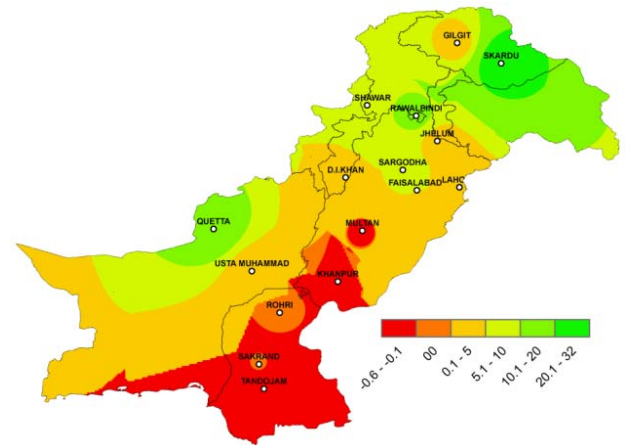 GILGIT
SKARDU
SHAWAR
RAWALPINDI
JHELUM
SARGODHA
D.I.KHAN
FAISALABAD
LAHC
QUETTA
MULTAN
USTA MUHAMMAD
KHANPUR
ROHRI
SAKRAND
TANDOJAM
-0.6 - -0.1
00
0.1 - 5
5.1 - 10
10.1 - 20
20.1 - 32